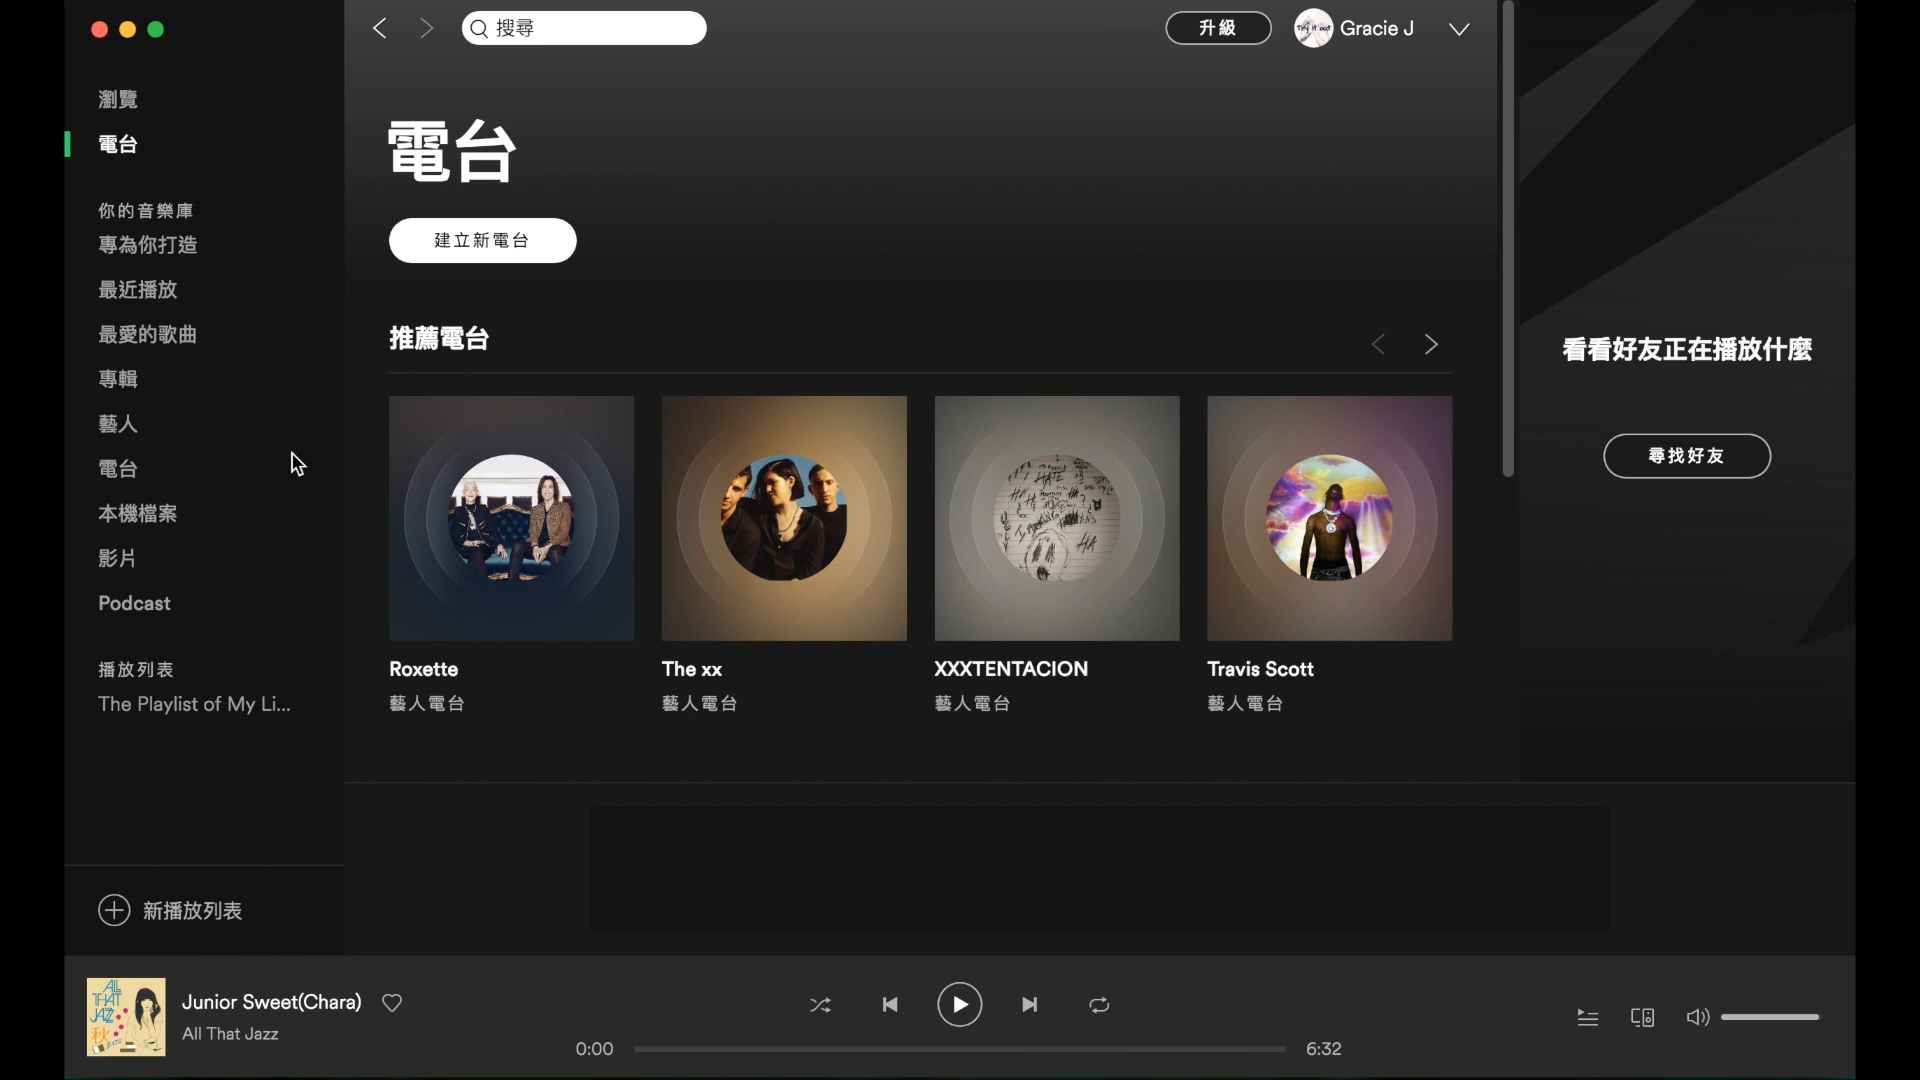 搜尋
升級
Gracie J
瀏覽
電台
你的音樂庫
專為你打造
最近播放
最愛的歌曲
專輯
藝人
電台
本機檔案
影片
Podcast
播放列表
The Playlist of My Li...
新播放列表
電台
建立新電台
推薦電台
Roxette
藝人電台
The xx
藝人電台
XXXTENTACION
藝人電台
Travis Scott
藝人電台
看看好友正在播放什麼
尋找好友
ALL
THAT
JAZZ
秋
Junior Sweet(Chara)
All That Jazz
0:00
6:32